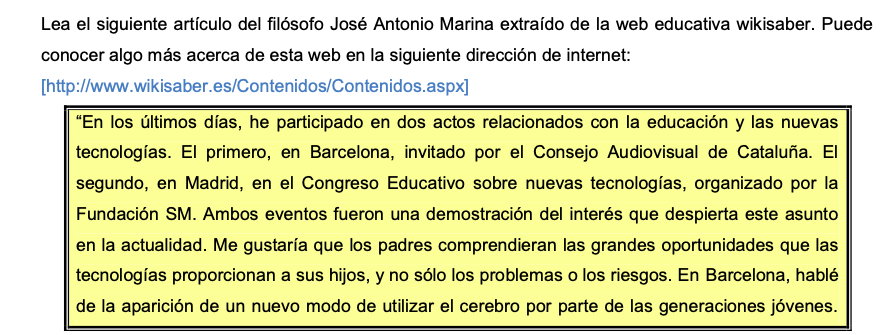 Lea el siguiente artículo del filósofo José Antonio Marina extraído de la web educativa wikisaber. Puede
conocer algo más acerca de esta web en la siguiente dirección de internet:
[http://www.wikisaber.es/Contenidos/Contenidos.aspx]
“En los últimos días, he participado en dos actos relacionados con la educación y las nuevas
tecnologías. El primero, en Barcelona, invitado por el Consejo Audiovisual de Cataluña. El
segundo, en Madrid, en el Congreso Educativo sobre nuevas tecnologías, organizado por la
Fundación SM. Ambos eventos fueron una demostración del interés que despierta este asunto
en la actualidad. Me gustaría que los padres comprendieran las grandes oportunidades que las
tecnologías proporcionan a sus hijos, y no sólo los problemas o los riesgos. En Barcelona, hablé
de la aparición de un nuevo modo de utilizar el cerebro por parte de las generaciones jóvenes.